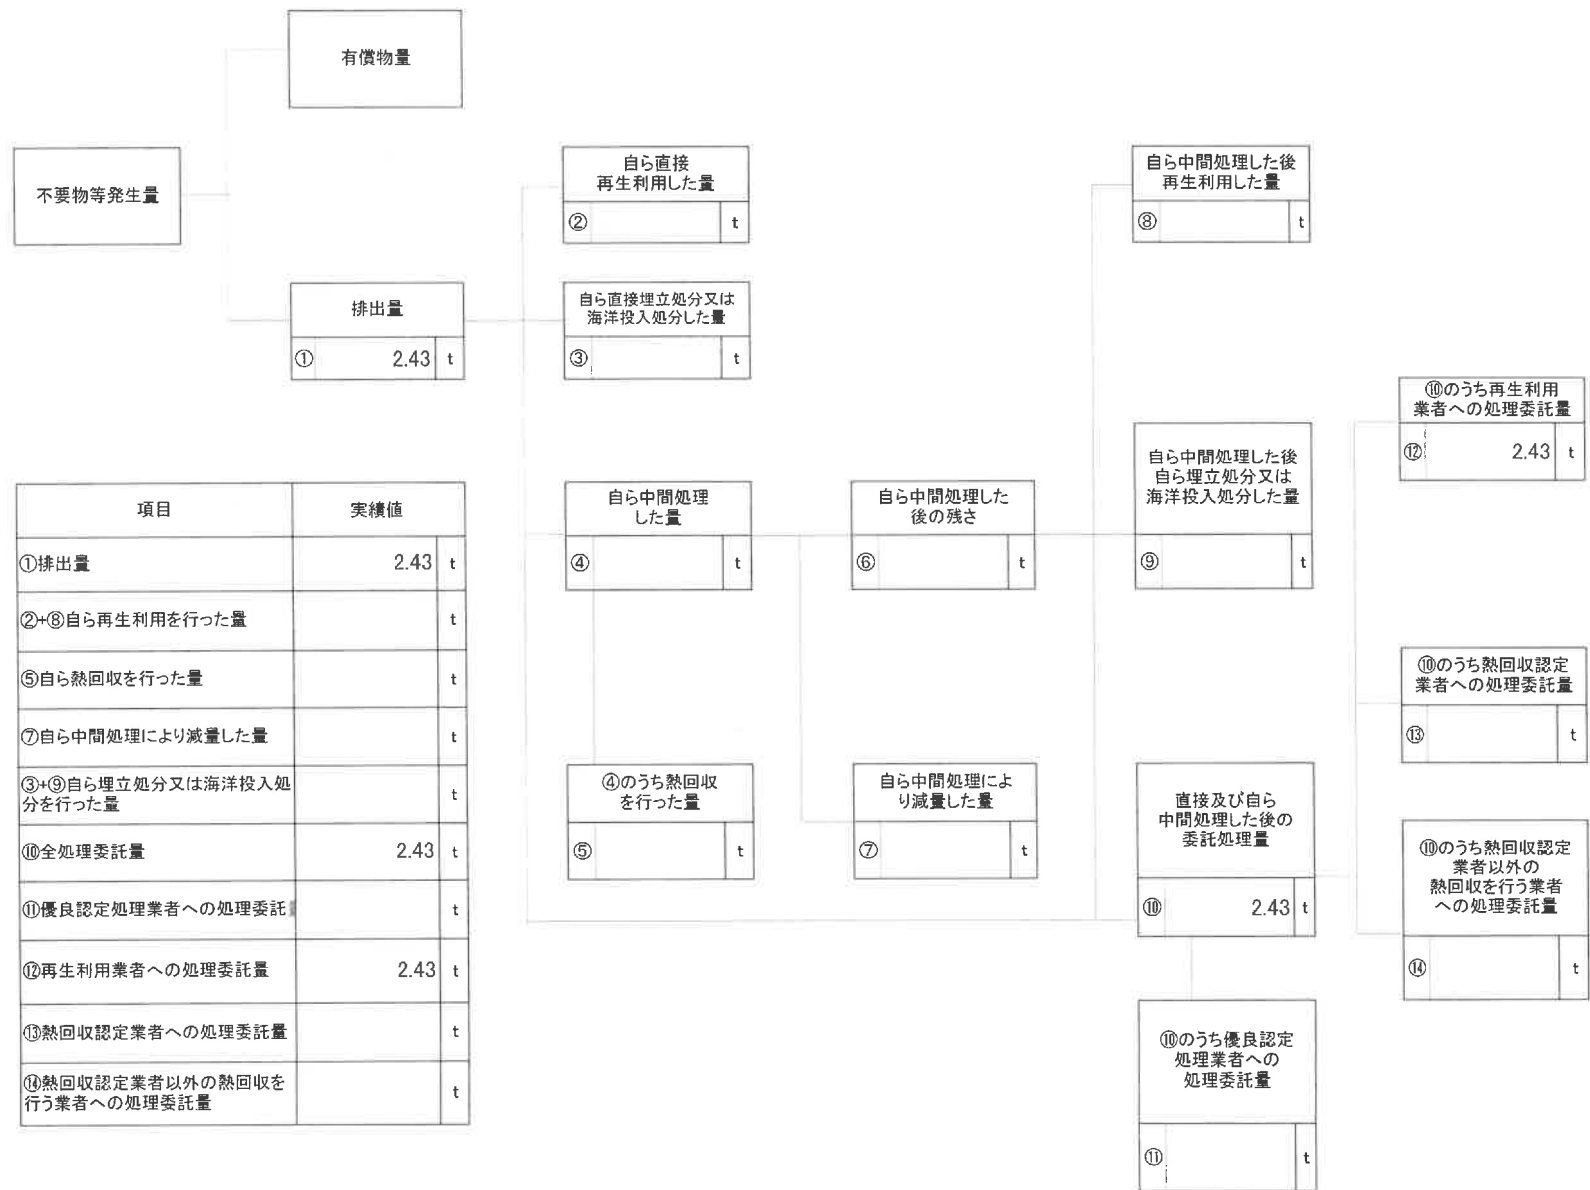 有償物量
不要物等発生量
排出量
① 2.43 t
自ら直接
再生利用した量
② t
自ら直接埋立処分又は
海洋投入処分した量
③ t
自ら中間処理
した量
④ t
④のうち熱回収
を行った量
⑤ t
自ら中間処理した
後の残さ
⑥ t
自ら中間処理によ
り減量した量
⑦ t
自ら中間処理した後
再生利用した量
⑧ t
自ら中間処理した後
自ら埋立処分又は
海洋投入処分した量
⑨ t
直接及び自ら
中間処理した後の
委託処理量
⑩ 2.43 t
⑩のうち優良認定
処理業者への
処理委託量
⑪ t
⑩のうち再生利用
業者への処理委託量
⑫ 2.43 t
⑩のうち熱回収認定
業者への処理委託量
⑬ t
⑩のうち熱回収認定
業者以外の
熱回収を行う業者
への処理委託量
⑭ t
項目 実績値
①排出量 2.43 t
②+⑧自ら再生利用を行った量 t
⑤自ら熱回収を行った量 t
⑦自ら中間処理により減量した量 t
③+⑨自ら埋立処分又は海洋投入処
分を行った量 t
⑩全処理委託量 2.43 t
⑪優良認定処理業者への処理委託 t
⑫再生利用業者への処理委託量 2.43 t
⑬熱回収認定業者への処理委託量 t
⑭熱回収認定業者以外の熱回収を
行う業者への処理委託量 t